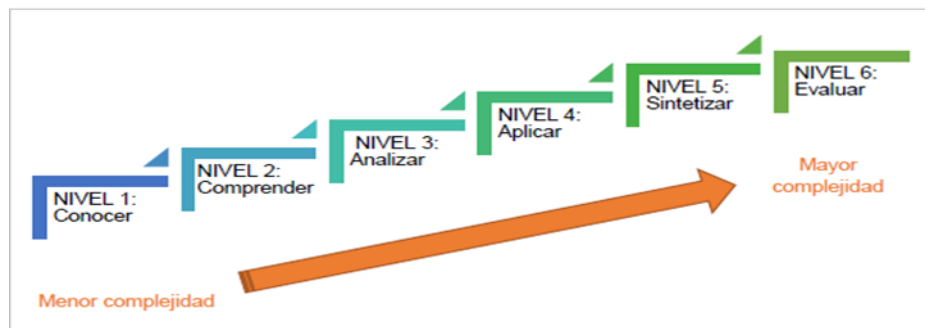 NIVEL 1:
Conocer
NIVEL 2:
Comprender
NIVEL 3:
Analizar
NIVEL 4:
Aplicar
NIVEL 5:
Sintetizar
NIVEL 6:
Evaluar
Mayor
complejidad
Menor complejidad